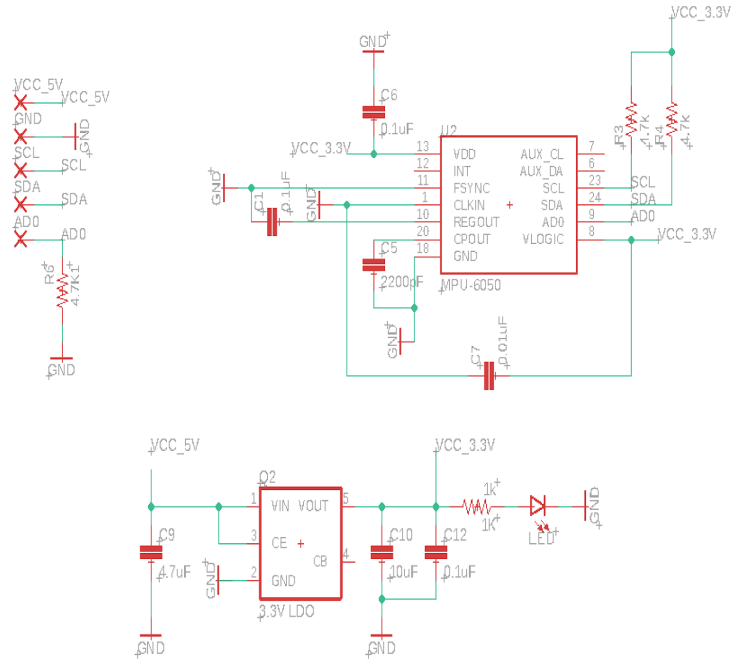 VCC_3.3V
GND
C6
0.1uF
R3
4.7k
R4
4.7k
VCC_5V
VCC_5V
GND
GND
SCL
SCL
SDA
SDA
AD0
AD0
R6
4.7K1
GND
VCC_3.3V
U2
13
VDD
AUX_CL
7
12
INT
AUX_DA
6
11
FSYNC
SCL
23
SCL
1
CLKIN
SDA
24
SDA
10
REGOUT
AD0
9
AD0
20
CPOUT
VLOGIC
8
VCC_3.3V
18
GND
MPU-6050
GND
C1
0.1uF
GND
C5
2200pF
GND
C7
0.01uF
VCC_5V
VCC_3.3V
Q2
1
VIN
VOUT
5
3
CE
CB
4
2
GND
3.3V LDO
C9
4.7uF
GND
GND
C10
10uF
C12
0.1uF
GND
1k
1K
LED
GND